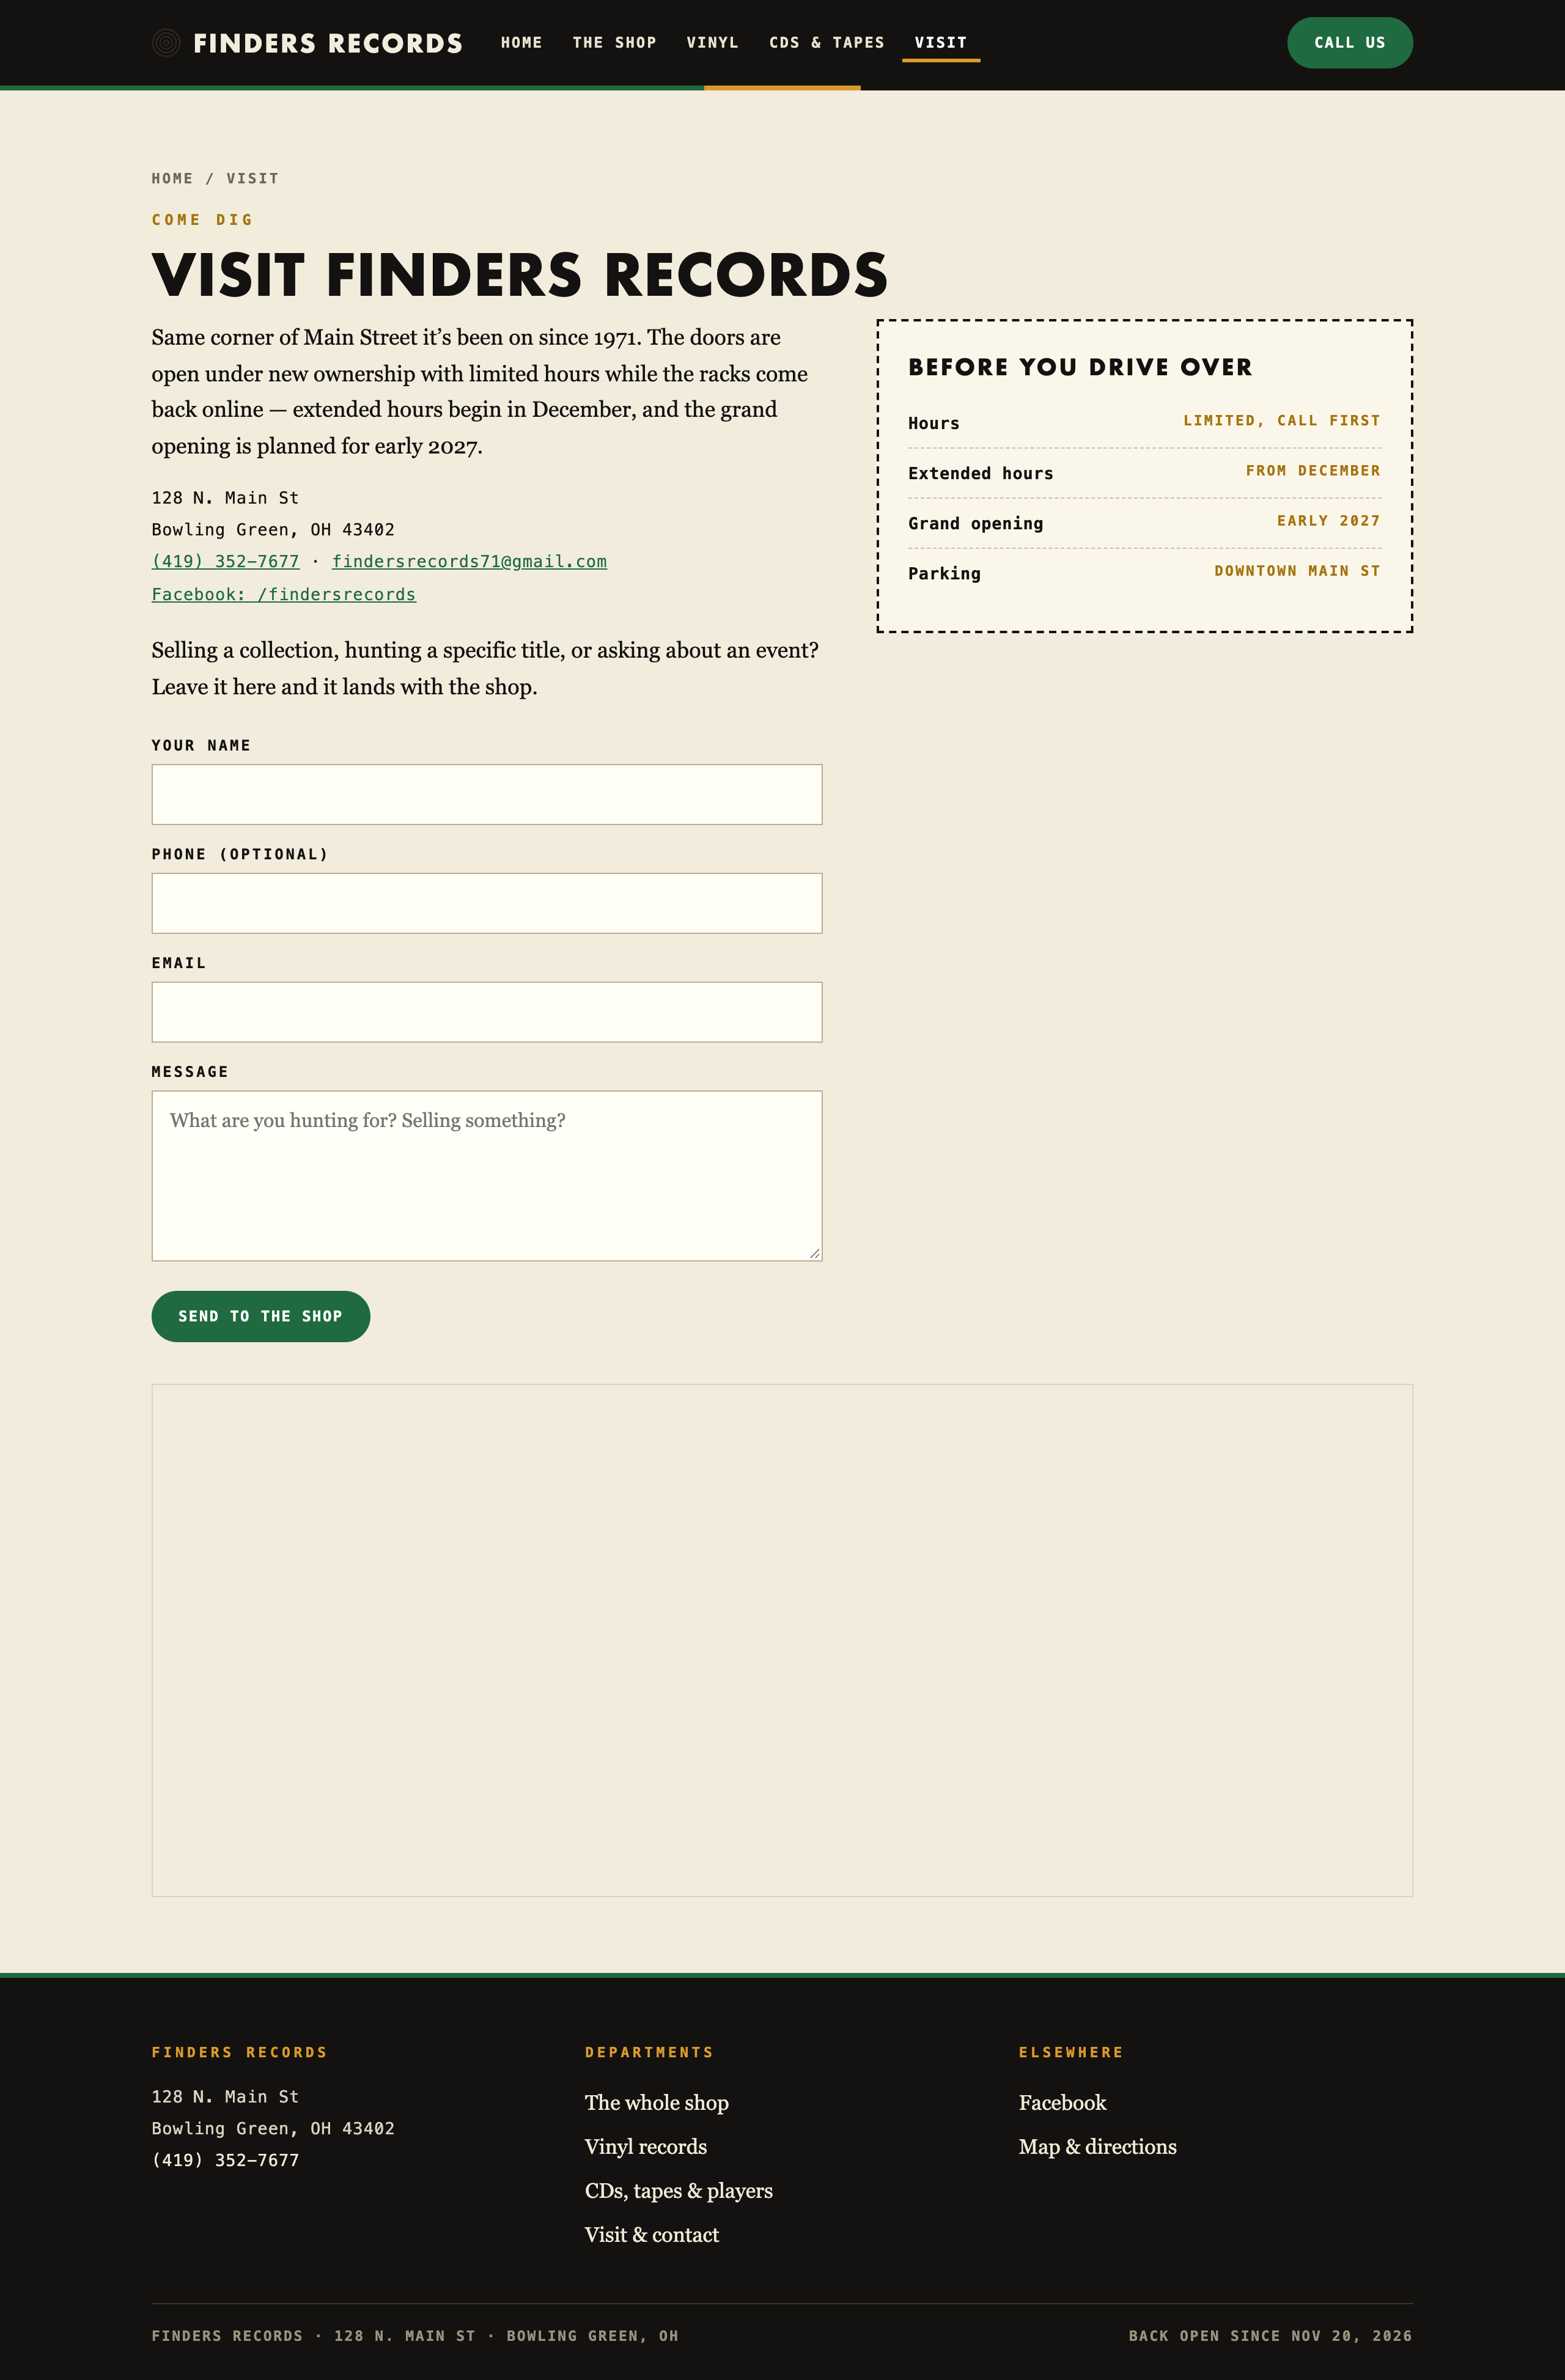 FINDERS RECORDS
HOME
THE SHOP
VINYL
CDS & TAPES
VISIT
CALL US
HOME / VISIT
COME DIG
VISIT FINDERS RECORDS
Same corner of Main Street it’s been on since 1971. The doors are
open under new ownership with limited hours while the racks come
back online — extended hours begin in December, and the grand
opening is planned for early 2027.
128 N. Main St
Bowling Green, OH 43402
(419) 352-7677 · findersrecords71@gmail.com
Facebook: /findersrecords
BEFORE YOU DRIVE OVER
Hours LIMITED, CALL FIRST
Extended hours FROM DECEMBER
Grand opening EARLY 2027
Parking DOWNTOWN MAIN ST
Selling a collection, hunting a specific title, or asking about an event?
Leave it here and it lands with the shop.
YOUR NAME
PHONE (OPTIONAL)
EMAIL
MESSAGE
What are you hunting for? Selling something?
SEND TO THE SHOP
FINDERS RECORDS
128 N. Main St
Bowling Green, OH 43402
(419) 352-7677
DEPARTMENTS
The whole shop
Vinyl records
CDs, tapes & players
Visit & contact
ELSEWHERE
Facebook
Map & directions
FINDERS RECORDS · 128 N. MAIN ST · BOWLING GREEN, OH
BACK OPEN SINCE NOV 20, 2026